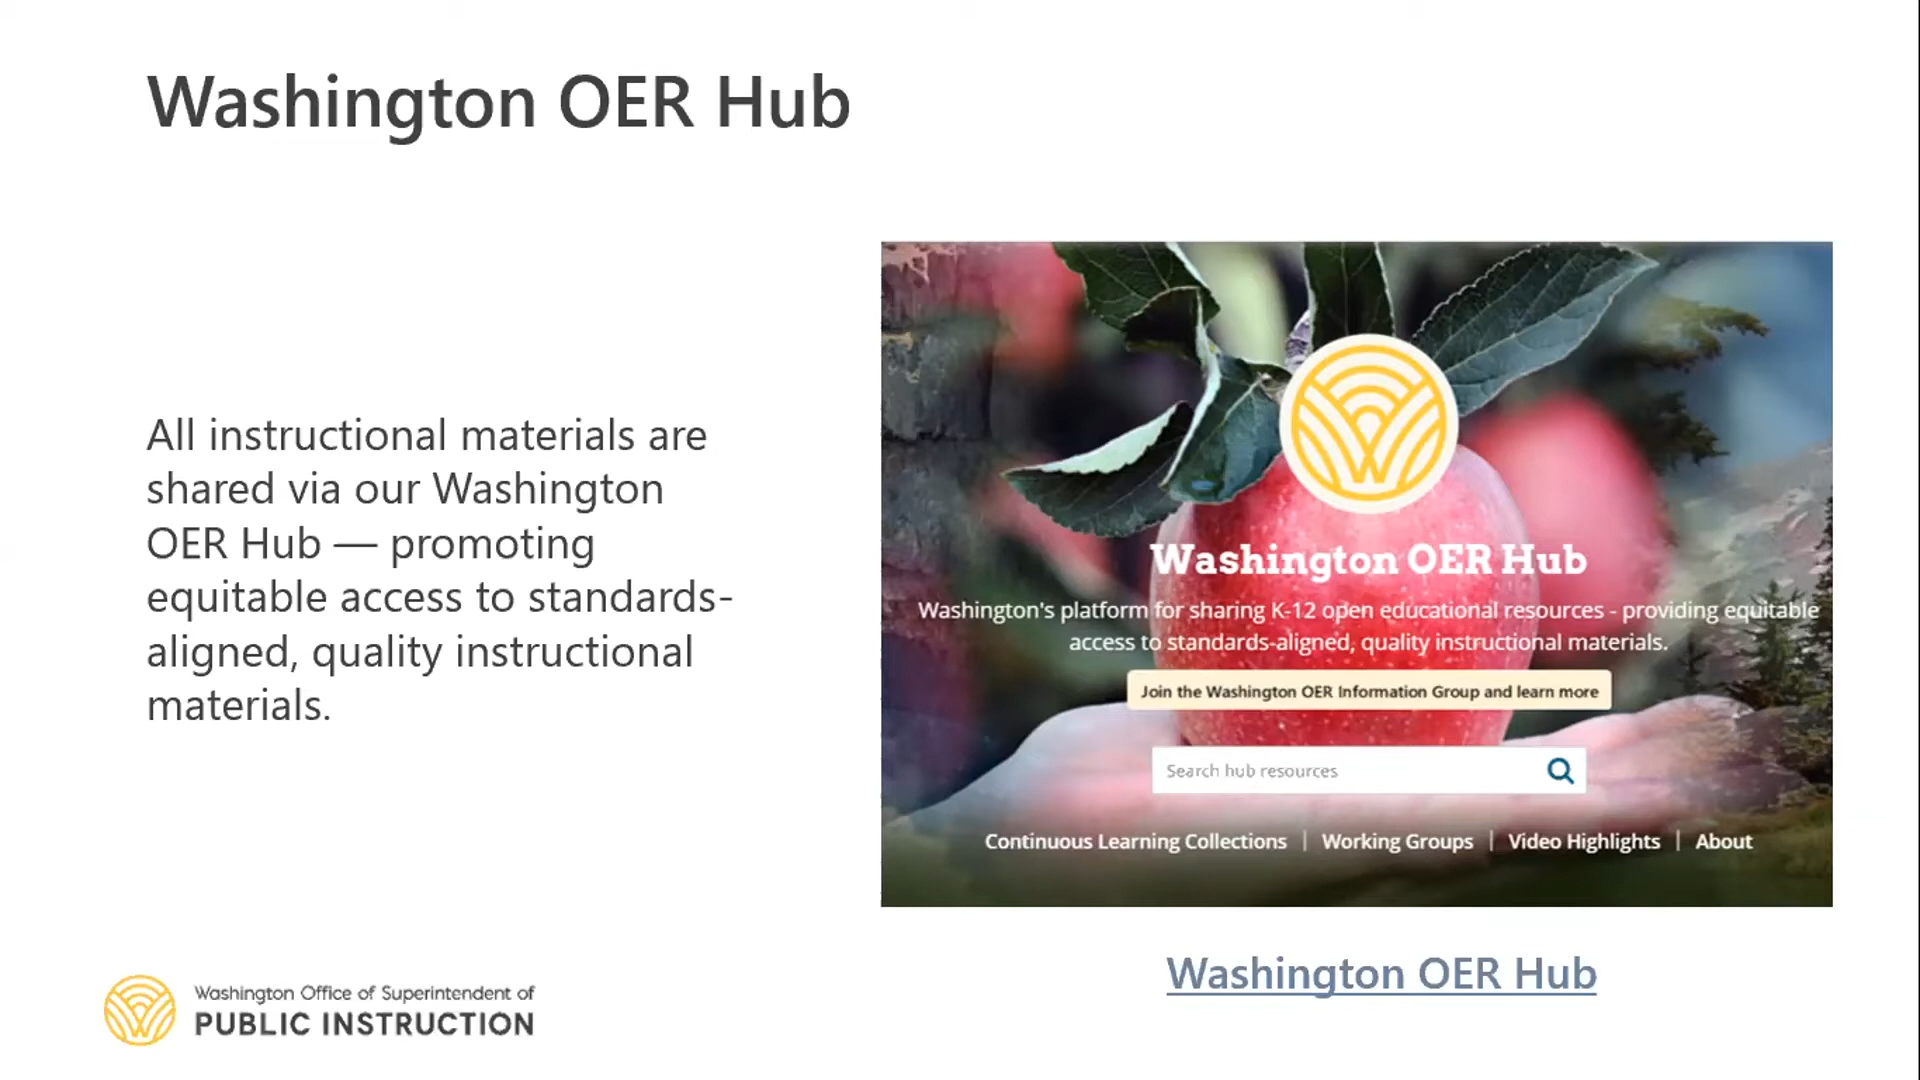 Washington OER Hub
All instructional materials are
shared via our Washington
OER Hub — promoting
equitable access to standards-
aligned, quality instructional
materials.
Washington OER Hub
Washington's platform for sharing K-12 open educational resources - providing equitable
access to standards-aligned, quality instructional materials.
Join the Washington OER Information Group and learn more
Search hub resources
Continuous Learning Collections | Working Groups | Video Highlights | About
Washington OER Hub
Washington Office of Superintendent of
PUBLIC INSTRUCTION